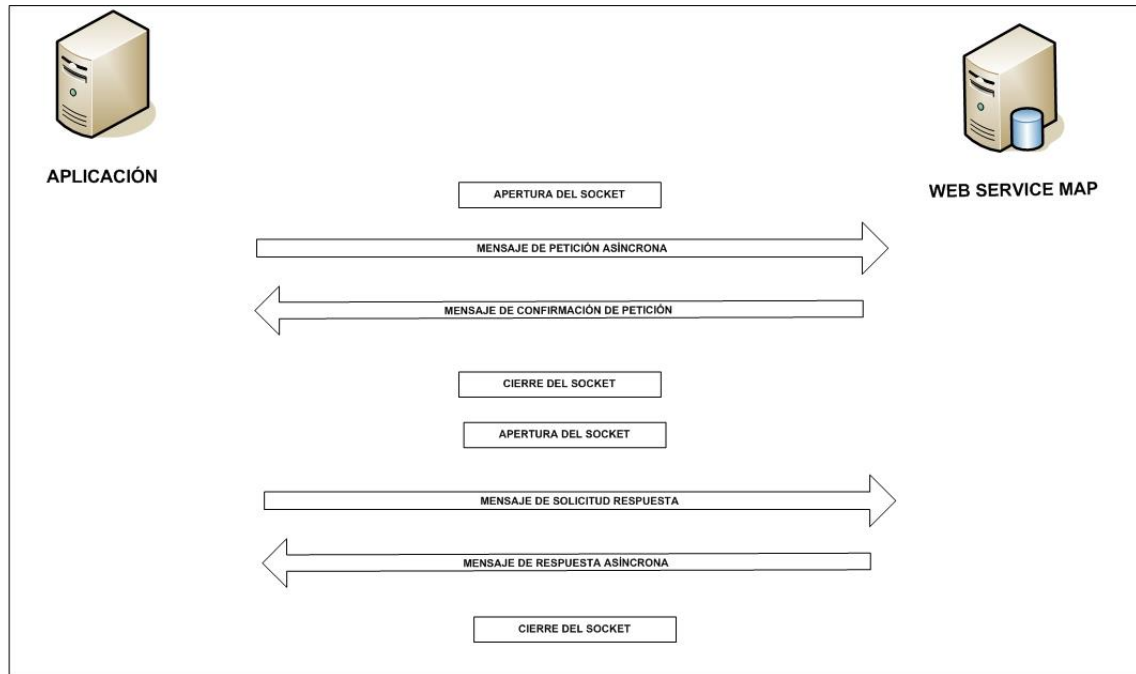 APLICACIÓN
WEB SERVICE MAP
APERTURA DEL SOCKET
MENSAJE DE PETICIÓN ASÍNCRONA
MENSAJE DE CONFIRMACIÓN DE PETICIÓN
CIERRE DEL SOCKET
APERTURA DEL SOCKET
MENSAJE DE SOLICITUD RESPUESTA
MENSAJE DE RESPUESTA ASÍNCRONA
CIERRE DEL SOCKET